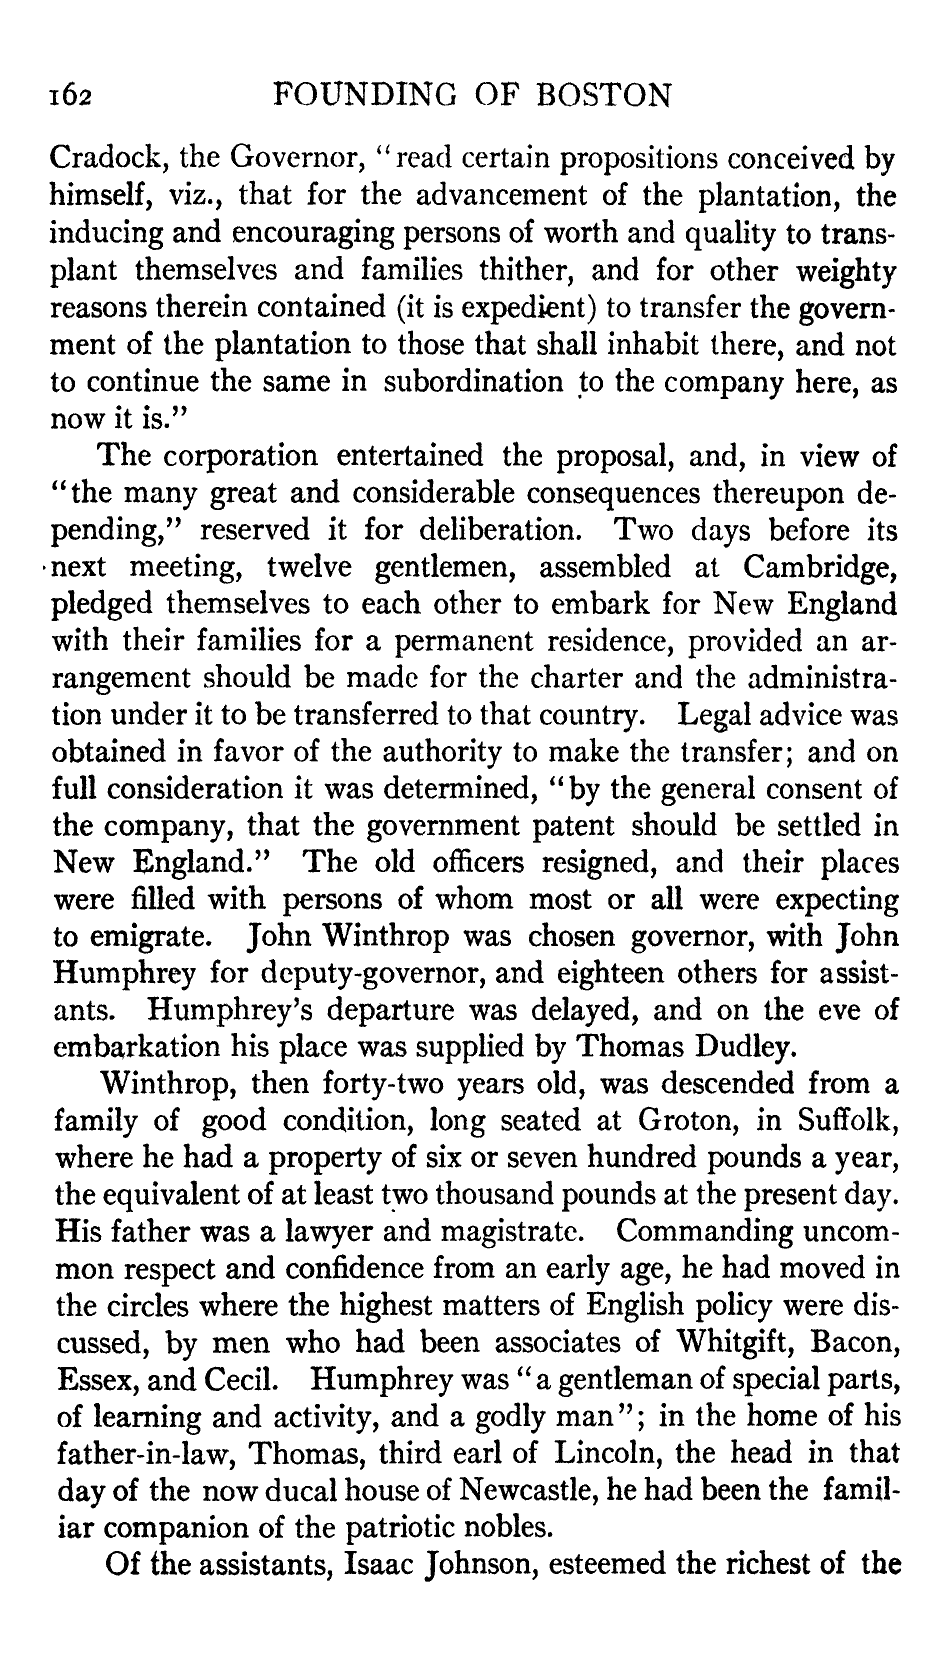 162 FOUNDING OF BOSTON
Cradock, the Governor, "read certain propositions conceived by
himself, viz., that for the advancement of the plantation, the
inducing and encouraging persons of worth and quality to trans-
plant themselves and families thither, and for other weighty
reasons therein contained (it is expedient) to transfer the govern-
ment of the plantation to those that shall inhabit there, and not
to continue the same in subordination to the company here, as
now it is."
The corporation entertained the proposal, and, in view of
"the many great and considerable consequences thereupon de-
pending," reserved it for deliberation. Two days before its
next meeting, twelve gentlemen, assembled at Cambridge,
pledged themselves to each other to embark for New England
with their families for a permanent residence, provided an ar-
rangement should be made for the charter and the administra-
tion under it to be transferred to that country. Legal advice was
obtained in favor of the authority to make the transfer; and on
full consideration it was determined, "by the general consent of
the company, that the government patent should be settled in
New England." The old officers resigned, and their places
were filled with persons of whom most or all were expecting
to emigrate. John Winthrop was chosen governor, with John
Humphrey for deputy-governor, and eighteen others for assist-
ants. Humphrey's departure was delayed, and on the eve of
embarkation his place was supplied by Thomas Dudley.
Winthrop, then forty-two years old, was descended from a
family of good condition, long seated at Groton, in Suffolk,
where he had a property of six or seven hundred pounds a year,
the equivalent of at least two thousand pounds at the present day.
His father was a lawyer and magistrate. Commanding uncom-
mon respect and confidence from an early age, he had moved in
the circles where the highest matters of English policy were dis-
cussed, by men who had been associates of Whitgift, Bacon,
Essex, and Cecil. Humphrey was "a gentleman of special parts,
of learning and activity, and a godly man"; in the home of his
father-in-law, Thomas, third earl of Lincoln, the head in that
day of the now ducal house of Newcastle, he had been the famil-
iar companion of the patriotic nobles.
Of the assistants, Isaac Johnson, esteemed the richest of the